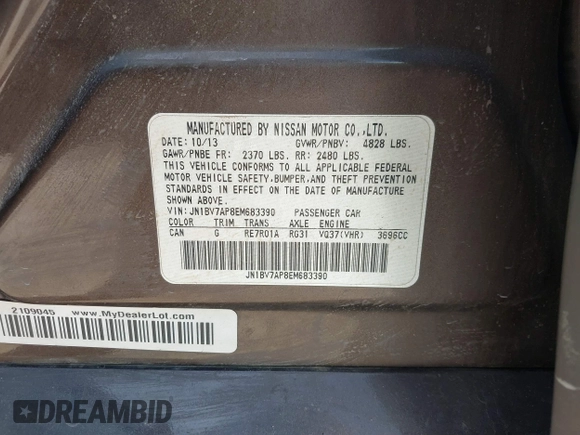 MANUFACTURED BY NISSAN MOTOR CO.,LTD.
DATE: 10/13 GVWR/PNBV: 4828 LBS.
GAWR/PNBE FR: 2370 LBS. RR: 2480 LBS.
THIS VEHICLE CONFORMS TO ALL APPLICABLE FEDERAL
MOTOR VEHICLE SAFETY,BUMPER,AND THEFT PREVENTION
STANDARDS IN EFFECT ON THE DATE OF MANUFACTURE
SHOWN ABOVE.
VIN: JN1BV7AP8EM683390 PASSENGER CAR
COLOR TRIM TRANS AXLE ENGINE
CAN G RE7R01A RG31 VQ37(VHR) 3696CC
JN1BV7AP8EM683390
2109045 www.MyDealerLot.com
DREAMBID